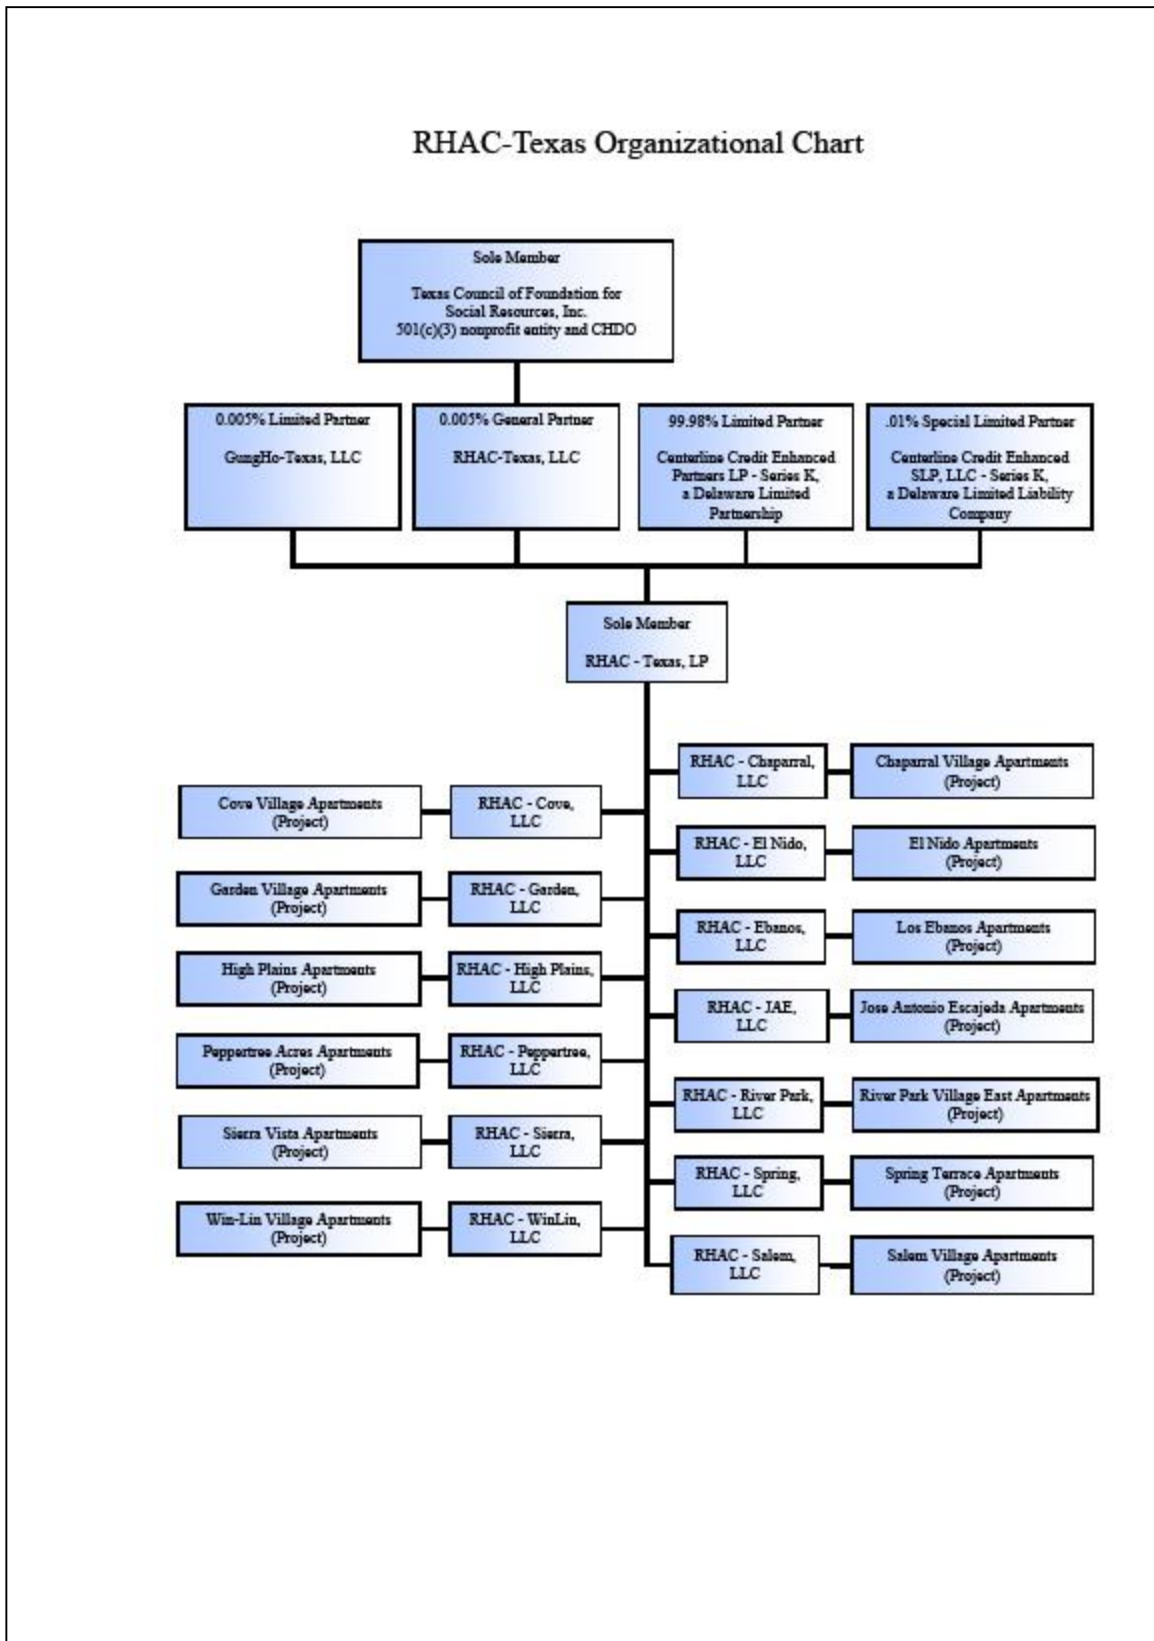 RHAC-Texas Organizational Chart
Sole Member
Texas Council of Foundation for
Social Resources, Inc.
501(c)(3) nonprofit entity and CHDO
0.005% Limited Partner
GungHo-Texas, LLC
0.005% General Partner
RHAC-Texas, LLC
99.98% Limited Partner
Centerline Credit Enhanced
Partners LP - Series K,
a Delaware Limited
Partnership
.01% Special Limited Partner
Centerline Credit Enhanced
SLP, LLC - Series K,
a Delaware Limited Liability
Company
Sole Member
RHAC - Texas, LP
Cove Village Apartments
(Project)
RHAC - Cove,
LLC
Garden Village Apartments
(Project)
RHAC - Garden,
LLC
High Plains Apartments
(Project)
RHAC - High Plains,
LLC
Peppertree Acres Apartments
(Project)
RHAC - Peppertree,
LLC
Sierra Vista Apartments
(Project)
RHAC - Sierra,
LLC
Win-Lin Village Apartments
(Project)
RHAC - WinLin,
LLC
RHAC - Chaparral,
LLC
Chaparral Village Apartments
(Project)
RHAC - El Nido,
LLC
El Nido Apartments
(Project)
RHAC - Ebanos,
LLC
Los Ebanos Apartments
(Project)
RHAC - JAE,
LLC
Jose Antonio Escajeda Apartments
(Project)
RHAC - River Park,
LLC
River Park Village East Apartments
(Project)
RHAC - Spring,
LLC
Spring Terrace Apartments
(Project)
RHAC - Salem,
LLC
Salem Village Apartments
(Project)